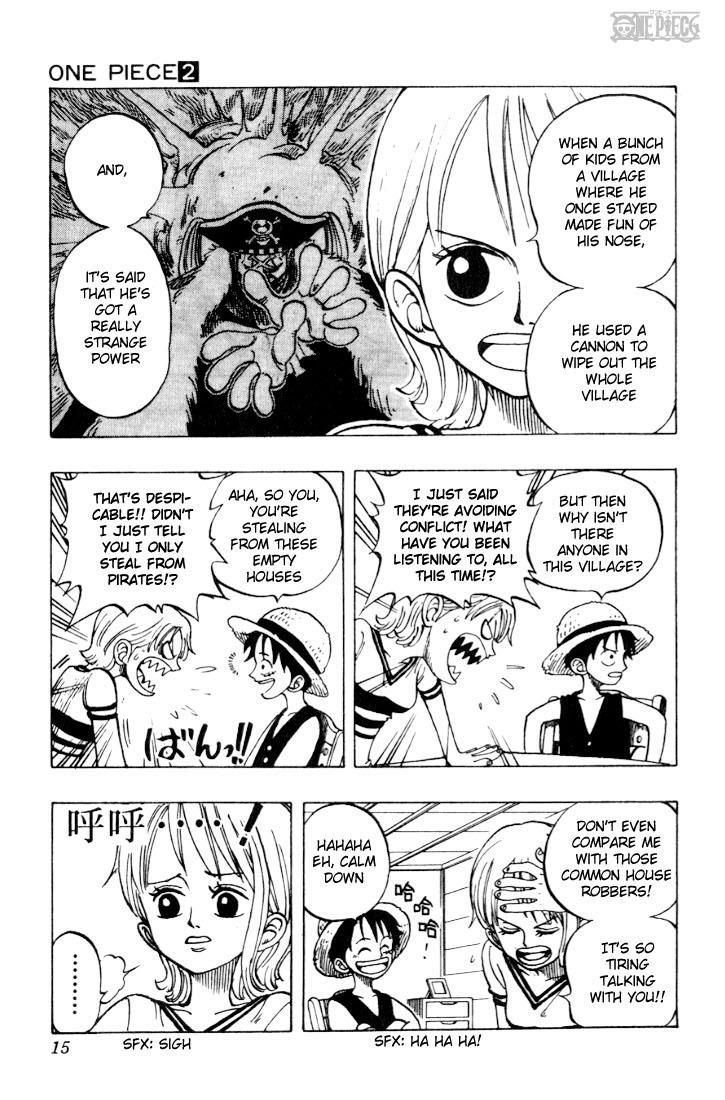 ワンピース
ONE PIECE
ONE PIECE 2
WHEN A BUNCH
OF KIDS FROM
A VILLAGE
WHERE HE
ONCE STAYED
MADE FUN OF
HIS NOSE,
HE USED A
CANNON TO
WIPE OUT THE
WHOLE
VILLAGE
AND,
IT'S SAID
THAT HE'S
GOT A
REALLY
STRANGE
POWER
BUT THEN
WHY ISN'T
THERE
ANYONE IN
THIS VILLAGE?
I JUST SAID
THEY'RE AVOIDING
CONFLICT! WHAT
HAVE YOU BEEN
LISTENING TO, ALL
THIS TIME!?
AHA, SO YOU,
YOU'RE
STEALING
FROM THESE
EMPTY
HOUSES
THAT'S DESPI-
CABLE!! DIDN'T
I JUST TELL
YOU I ONLY
STEAL FROM
PIRATES!?
ばんっ!!
DON'T EVEN
COMPARE ME
WITH THOSE
COMMON HOUSE
ROBBERS!
IT'S SO
TIRING
TALKING
WITH YOU!!
HAHAHA
EH, CALM
DOWN
哈哈哈!
SFX: HA HA HA!
呼呼・・・・!
・・・・・・・
SFX: SIGH
15